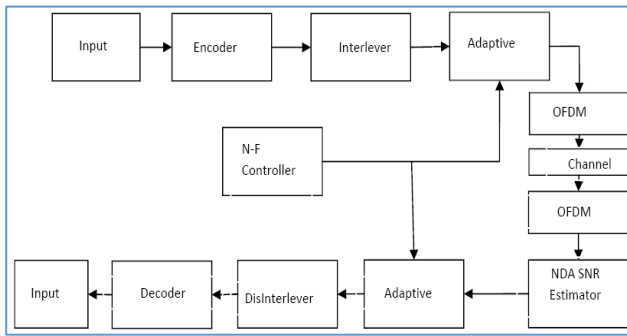 Input
Encoder
Interlever
Adaptive
OFDM
N-F
Controller
Channel
OFDM
Input
Decoder
DisInterlever
Adaptive
NDA SNR
Estimator